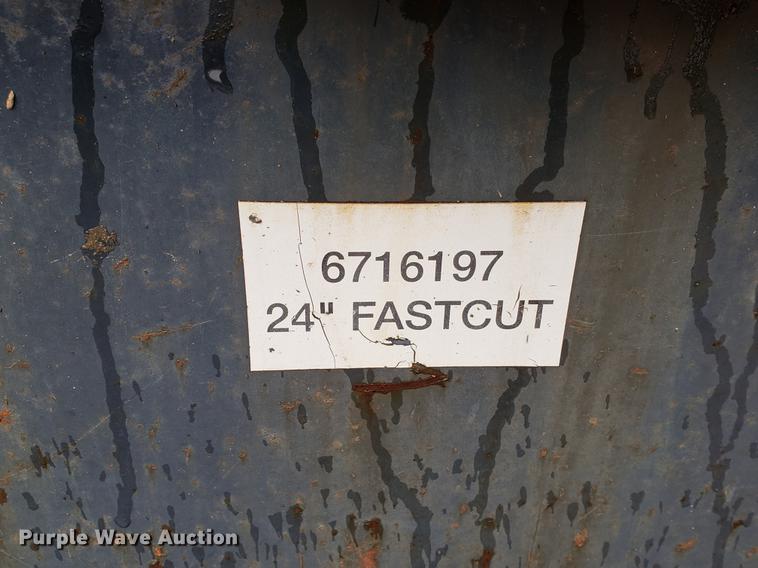 6716197
24" FASTCUT
Purple Wave Auction